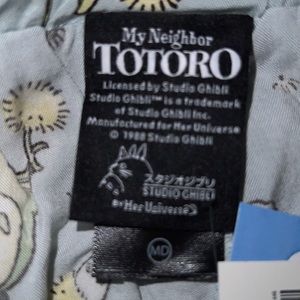 My Neighbor
TOTORO
Licensed by Studio Ghibli
Studio Ghibli™ is a trademark
of Studio Ghibli Inc.
Manufactured for Her Universe
© 1988 Studio Ghibli
スタジオジブリ
STUDIO GHIBLI
BY Her Universe
MD